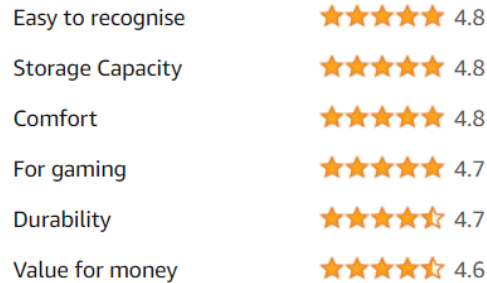 Easy to recognise 4.8
Storage Capacity 4.8
Comfort 4.8
For gaming 4.7
Durability 4.7
Value for money 4.6